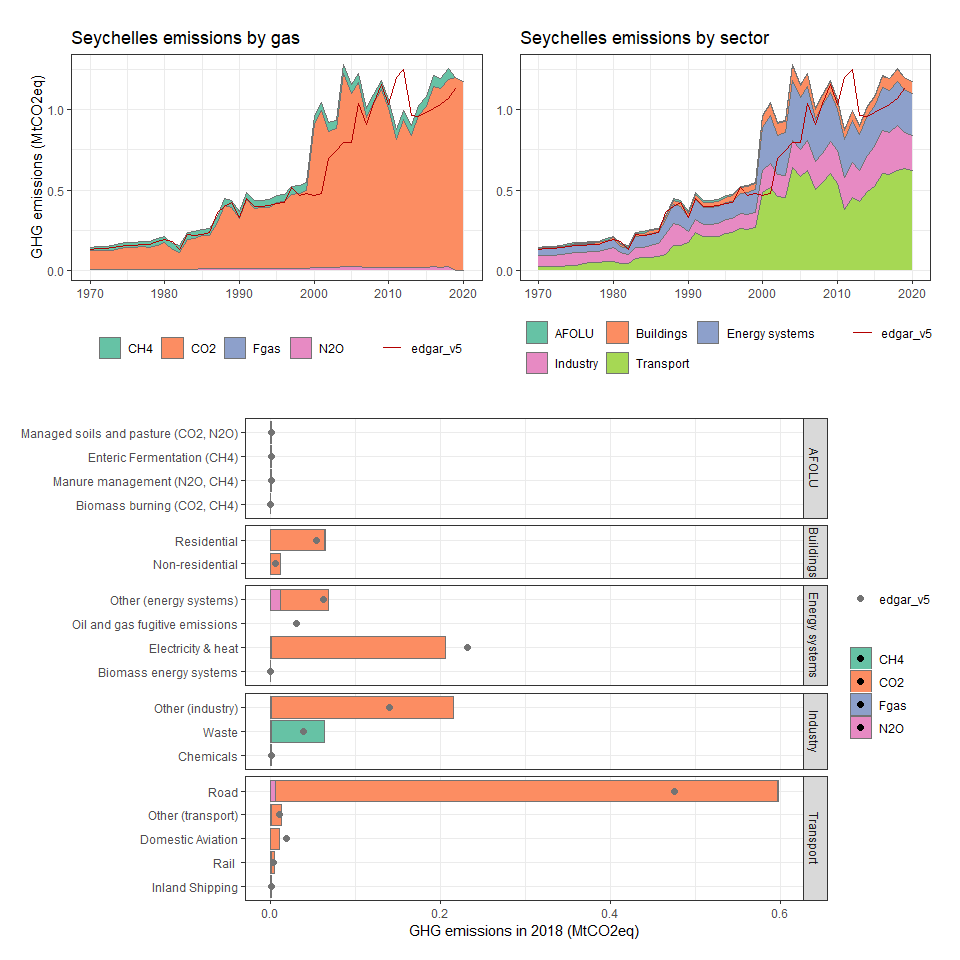 Seychelles emissions by gas
GHG emissions (MtCO2eq)
1.0
0.5
0.0
1970 1980 1990 2000 2010 2020
CH4 CO2 Fgas N2O edgar_v5
Seychelles emissions by sector
1.0
0.5
0.0
1970 1980 1990 2000 2010 2020
AFOLU Buildings Energy systems edgar_v5
Industry Transport
Managed soils and pasture (CO2, N2O)
Enteric Fermentation (CH4)
Manure management (N2O, CH4)
Biomass burning (CO2, CH4)
AFOLU
Residential
Non-residential
Buildings
Other (energy systems)
Oil and gas fugitive emissions
Electricity & heat
Biomass energy systems
Energy systems
Other (industry)
Waste
Chemicals
Industry
Road
Other (transport)
Domestic Aviation
Rail
Inland Shipping
Transport
0.0 0.2 0.4 0.6
GHG emissions in 2018 (MtCO2eq)
edgar_v5
CH4
CO2
Fgas
N2O